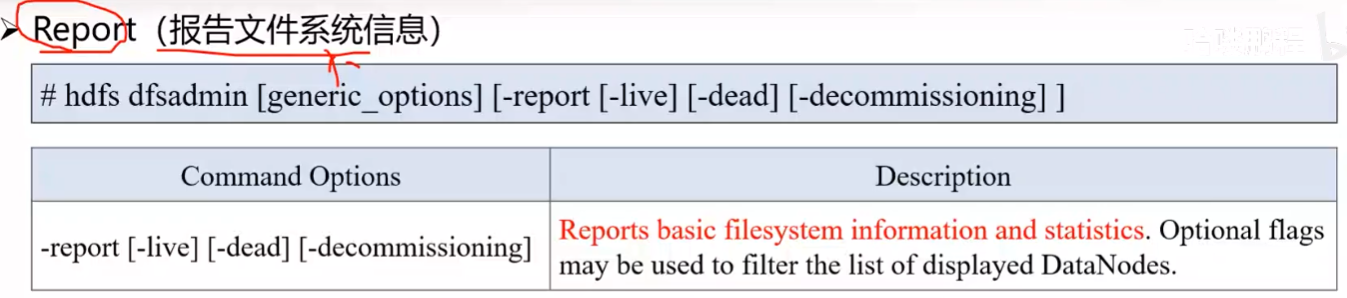 ➢ Report（报告文件系统信息）
# hdfs dfsadmin [generic_options] [-report [-live] [-dead] [-decommissioning] ]
Command Options
Description
-report [-live] [-dead] [-decommissioning]
Reports basic filesystem information and statistics. Optional flags
may be used to filter the list of displayed DataNodes.